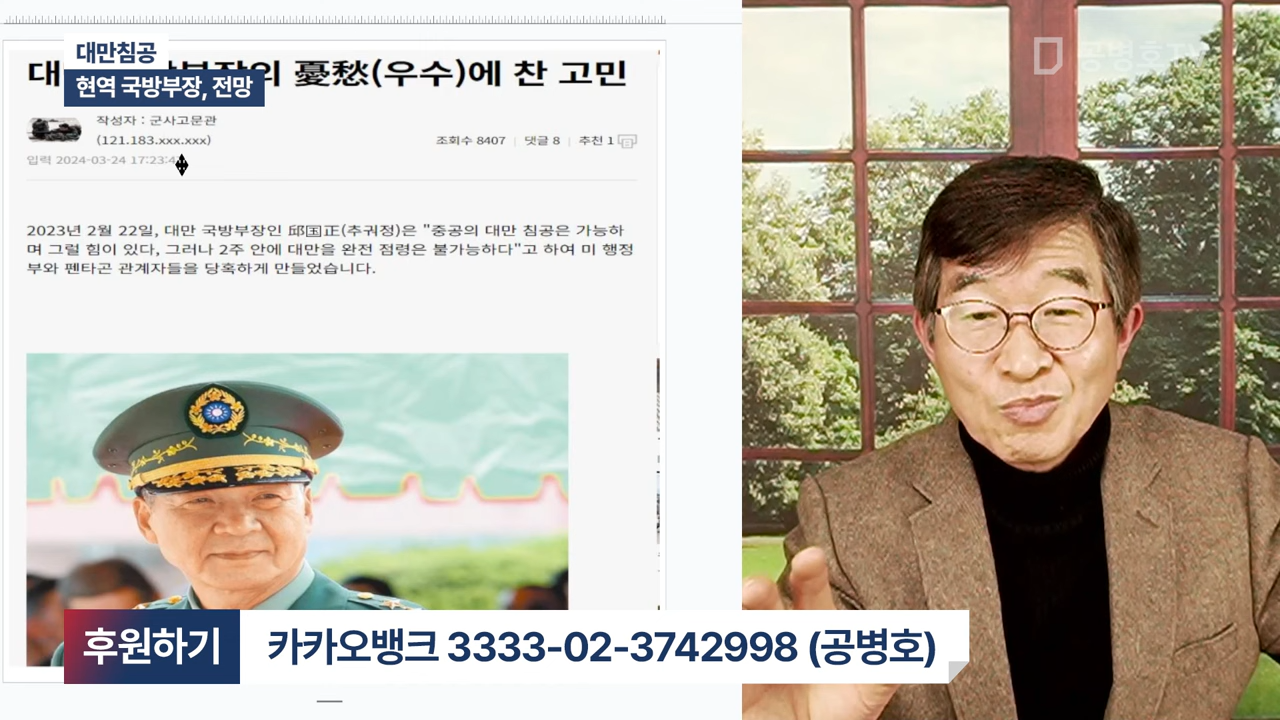 대만침공
현역 국방부장, 전망
대 방부장의 憂愁(우수)에 찬 고민
작성자 : 군사고문관
(121.183.xxx.xxx)
조회수 8407 | 댓글 8 | 추천 1
입력 2024-03-24 17:23:4
2023년 2월 22일, 대만 국방부장인 邱国正(추궈정)은 "중공의 대만 침공은 가능하
며 그럴 힘이 있다, 그러나 2주 안에 대만을 완전 점령은 불가능하다"고 하여 미 행정
부와 펜타곤 관계자들을 당혹하게 만들었습니다.
공병호TV
후원하기
카카오뱅크 3333-02-3742998 (공병호)